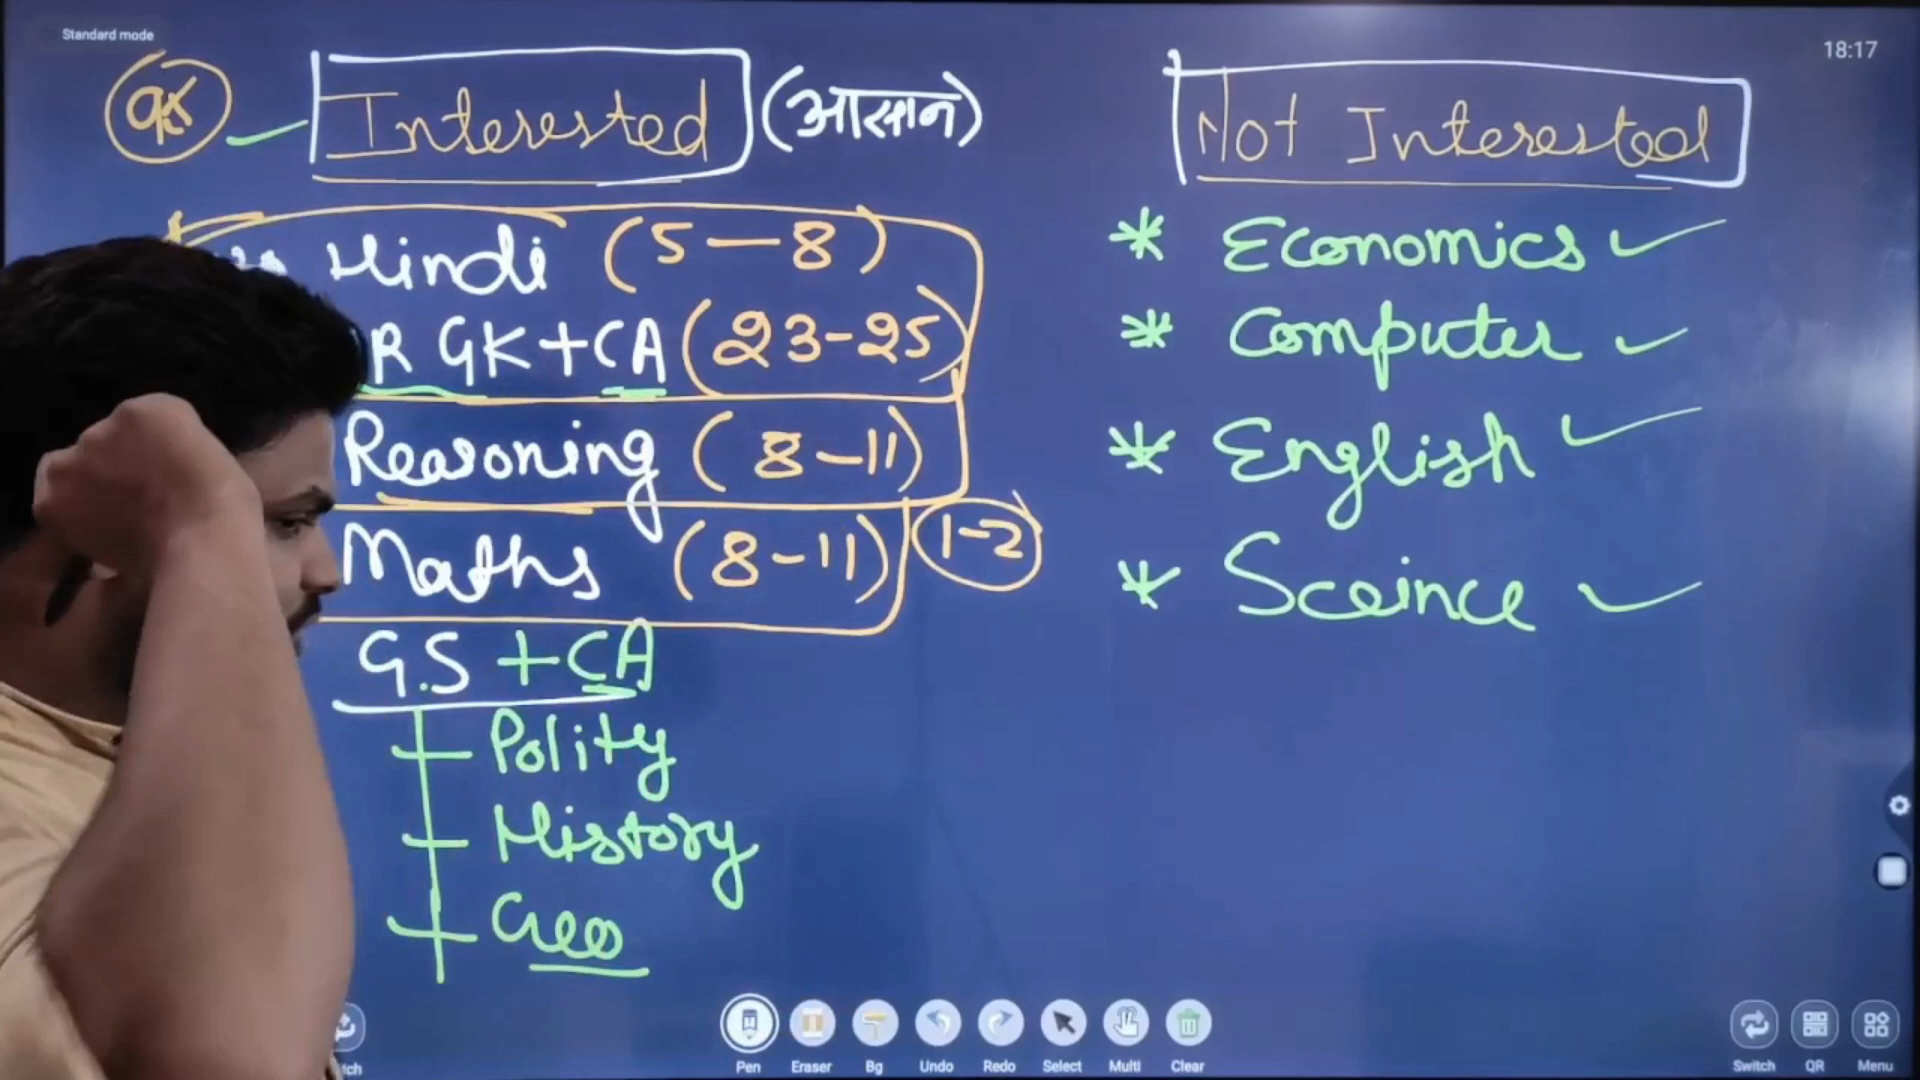 Standard mode
18:17
GK Interested (आसान)
Hindi (5-8)
R GK+CA (23-25)
Reasoning (8-11)
Maths (8-11) 1-2
G.S + CA
Polity
History
Geo
Not Interested
* Economics
* Computer
* English
* Sceince
Pen Eraser Bg Undo Redo Select Multi Clear
Switch QR Menu